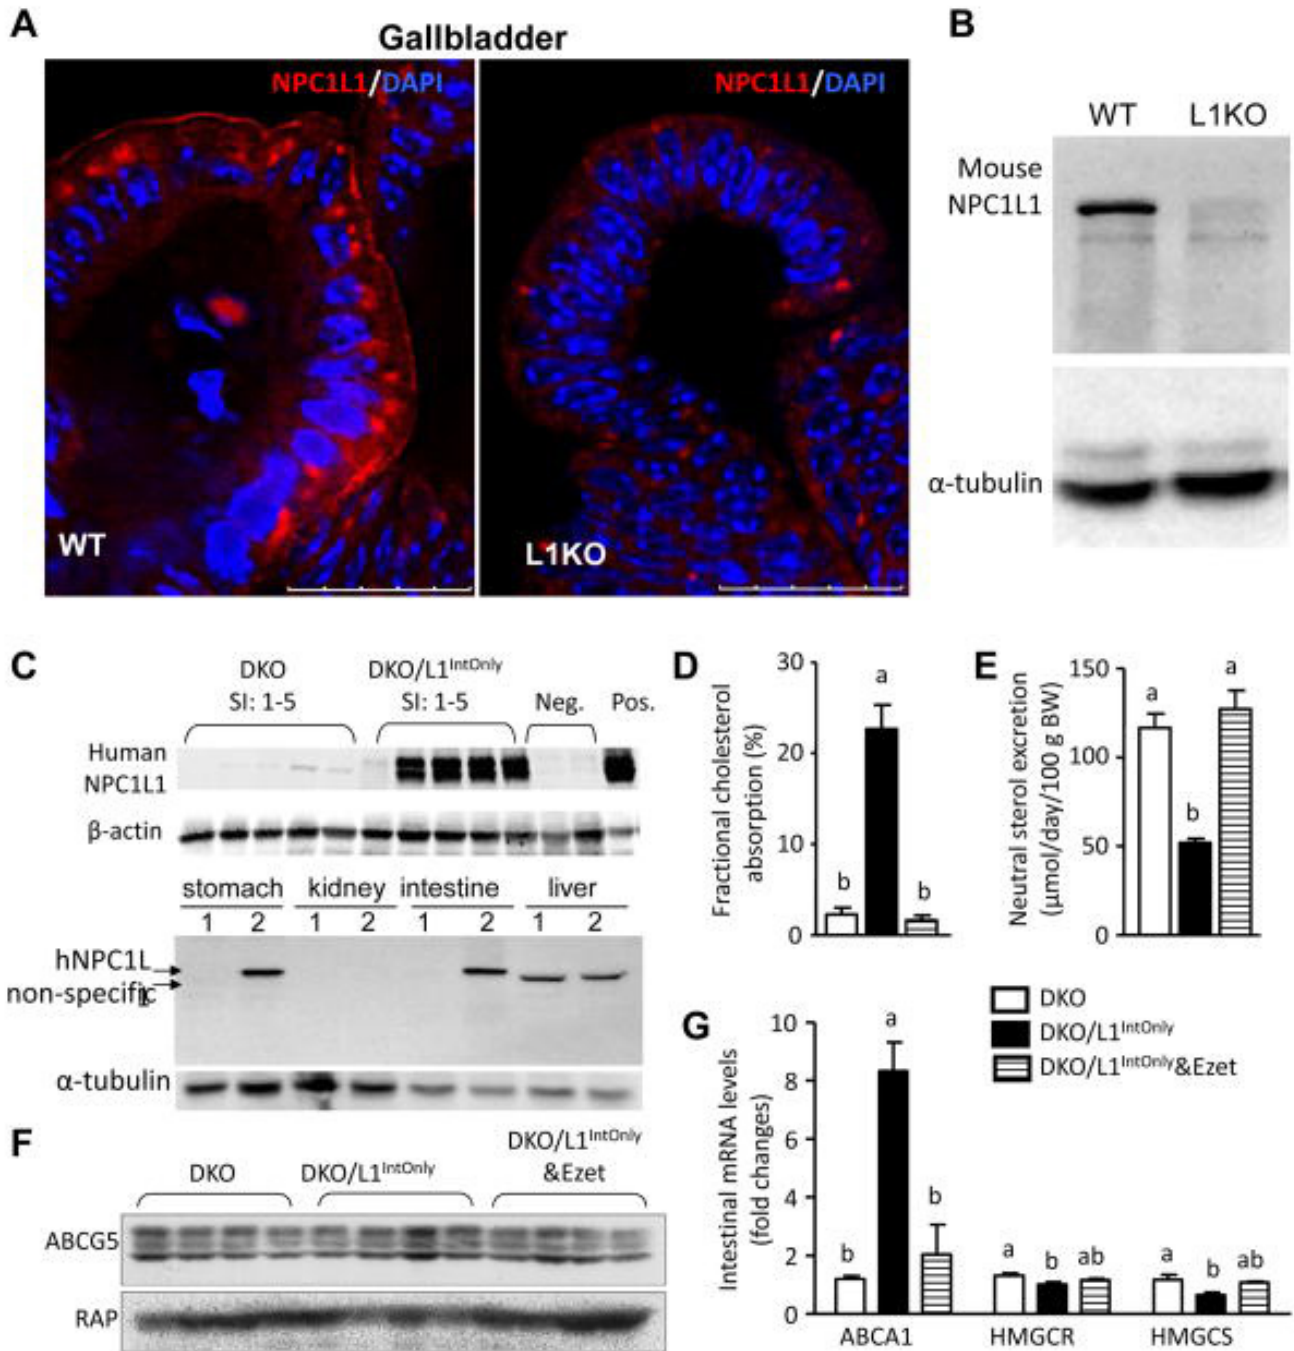 A
Gallbladder
NPC1L1/DAPI
NPC1L1/DAPI
WT
L1KO
B
WT L1KO
Mouse
NPC1L1
α-tubulin
C
DKO
SI: 1-5
DKO/L1IntOnly
SI: 1-5
Neg.
Pos.
Human
NPC1L1
β-actin
stomach kidney intestine liver
1 2 1 2 1 2 1 2
hNPC1L
non-specific
α-tubulin
D
Fractional cholesterol
absorption (%)
30
20
10
0
b
a
b
E
Neutral sterol excretion
(μmol/day/100 g BW)
150
100
50
0
a
b
a
DKO
DKO/L1IntOnly
DKO/L1IntOnly&Ezet
F
DKO
DKO/L1IntOnly
DKO/L1IntOnly
&Ezet
ABCG5
RAP
G
Intestinal mRNA levels
(fold changes)
10
8
6
4
2
0
b a b
a b ab
a b ab
ABCA1 HMGCR HMGCS